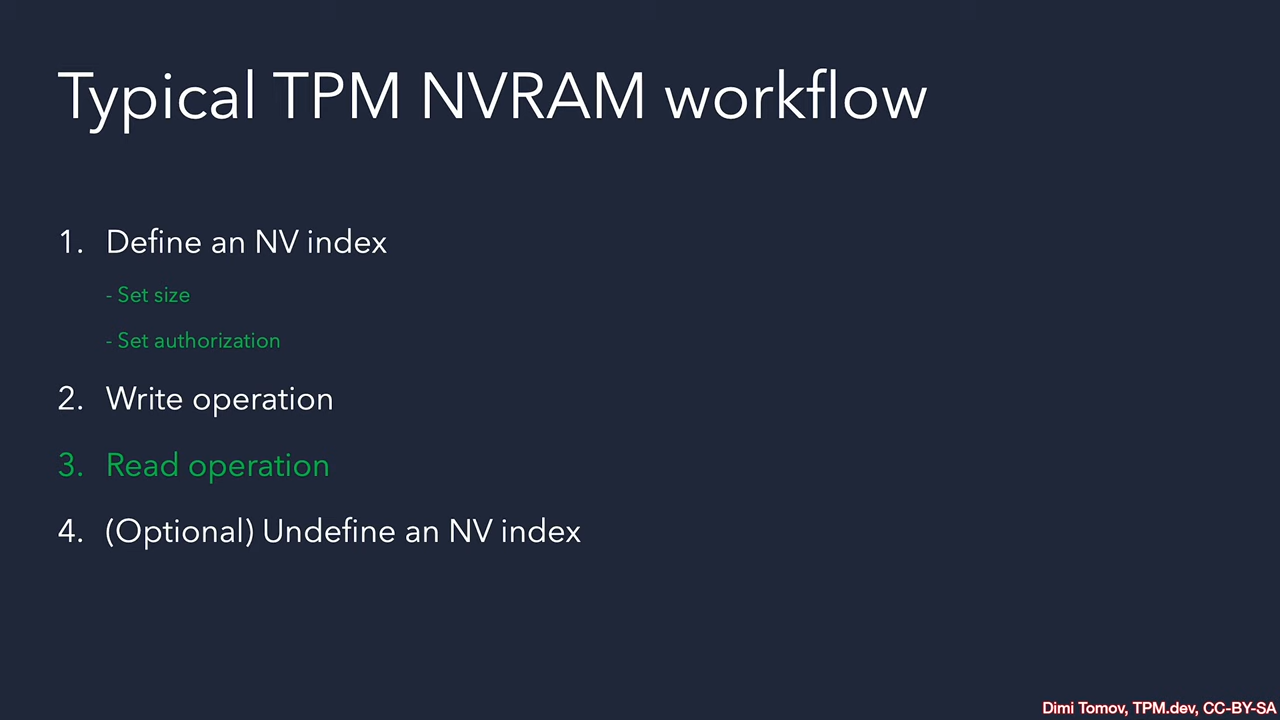 Typical TPM NVRAM workflow
1. Define an NV index
- Set size
- Set authorization
2. Write operation
3. Read operation
4. (Optional) Undefine an NV index
Dimi Tomov, TPM.dev, CC-BY-SA